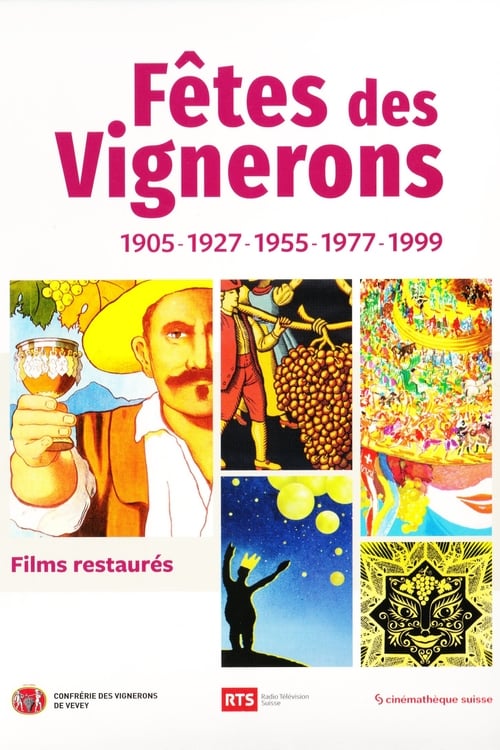 Fêtes des
Vignerons
1905 - 1927 - 1955 - 1977 - 1999
Films restaurés
CONFRÉRIE DES VIGNERONS
DE VEVEY
RTS
Radio Télévision
Suisse
cinémathèque suisse